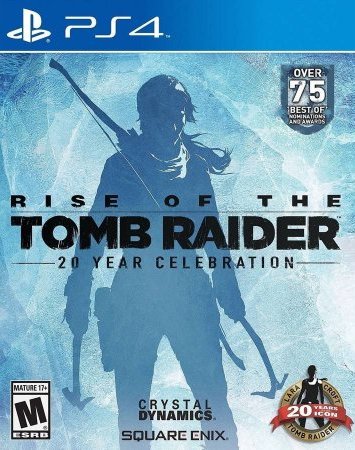 PS4
OVER
75
BEST OF
NOMINATIONS
AND AWARDS
RISE OF THE
TOMB RAIDER
20 YEAR CELEBRATION
MATURE 17+
M
ESRB
CRYSTAL
DYNAMICS
SQUARE ENIX
LARA CROFT
20 YEARS ICON
TOMB RAIDER